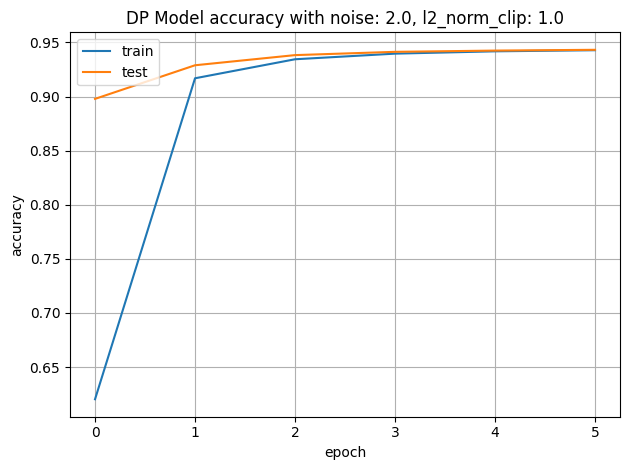 DP Model accuracy with noise: 2.0, l2_norm_clip: 1.0
train
test
0.95
0.90
0.85
0.80
0.75
0.70
0.65
accuracy
0 1 2 3 4 5
epoch